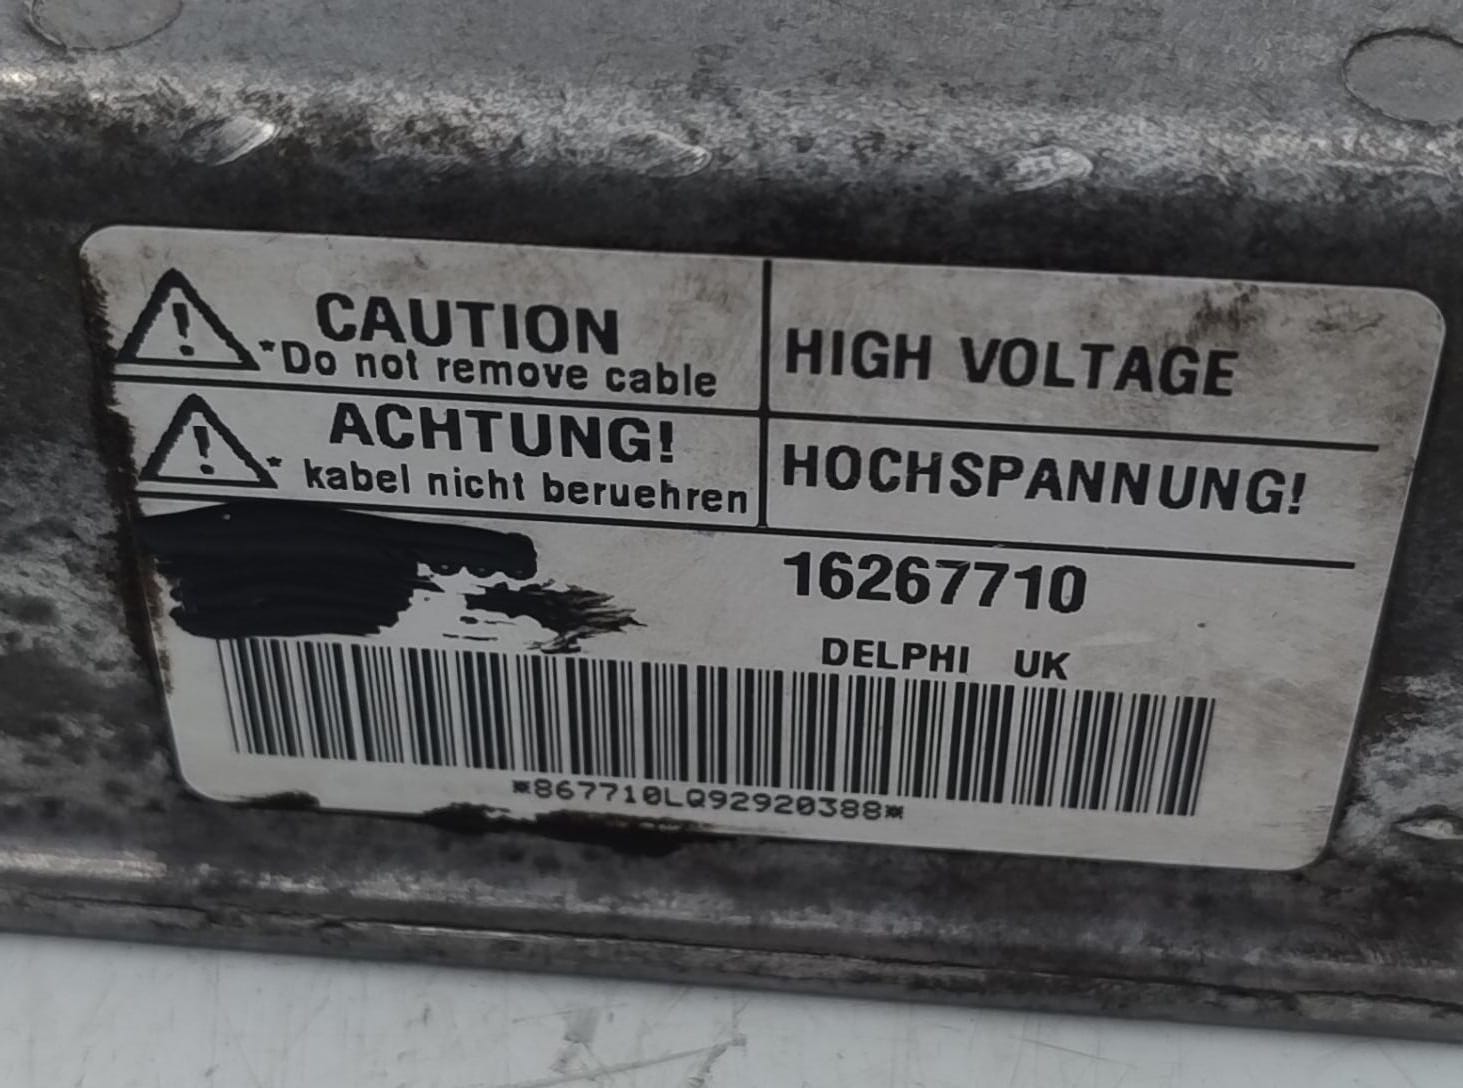 CAUTION
*Do not remove cable
HIGH VOLTAGE
ACHTUNG!
* kabel nicht beruehren
HOCHSPANNUNG!
16267710
DELPHI UK
*867710LQ92920388*